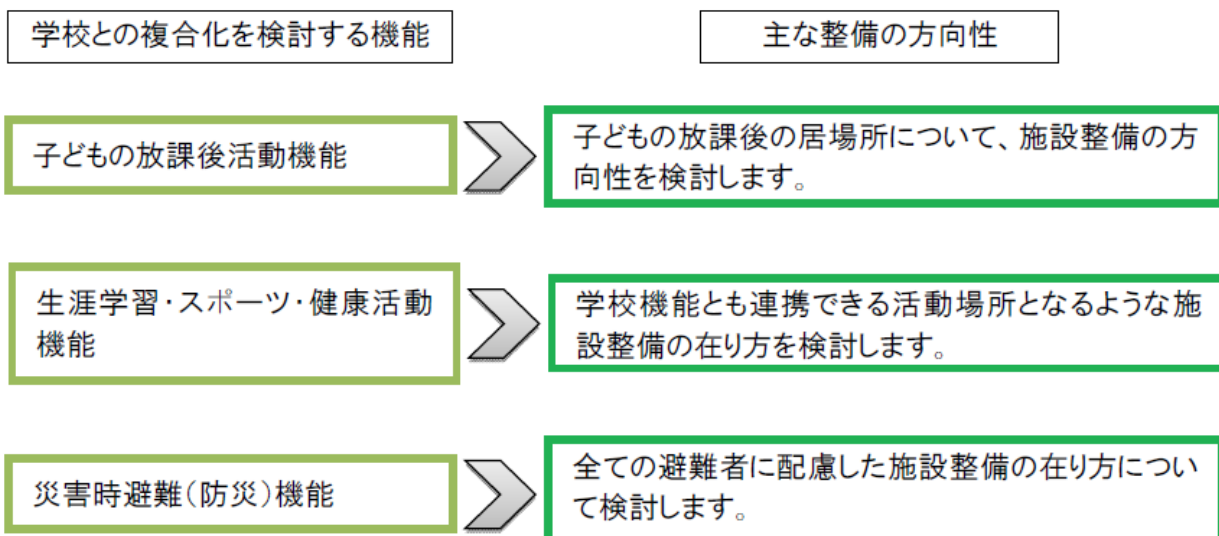 学校との複合化を検討する機能
主な整備の方向性
子どもの放課後活動機能
子どもの放課後の居場所について、施設整備の方
向性を検討します。
生涯学習・スポーツ・健康活動
機能
学校機能とも連携できる活動場所となるような施
設整備の在り方を検討します。
災害時避難(防災)機能
全ての避難者に配慮した施設整備の在り方につい
て検討します。